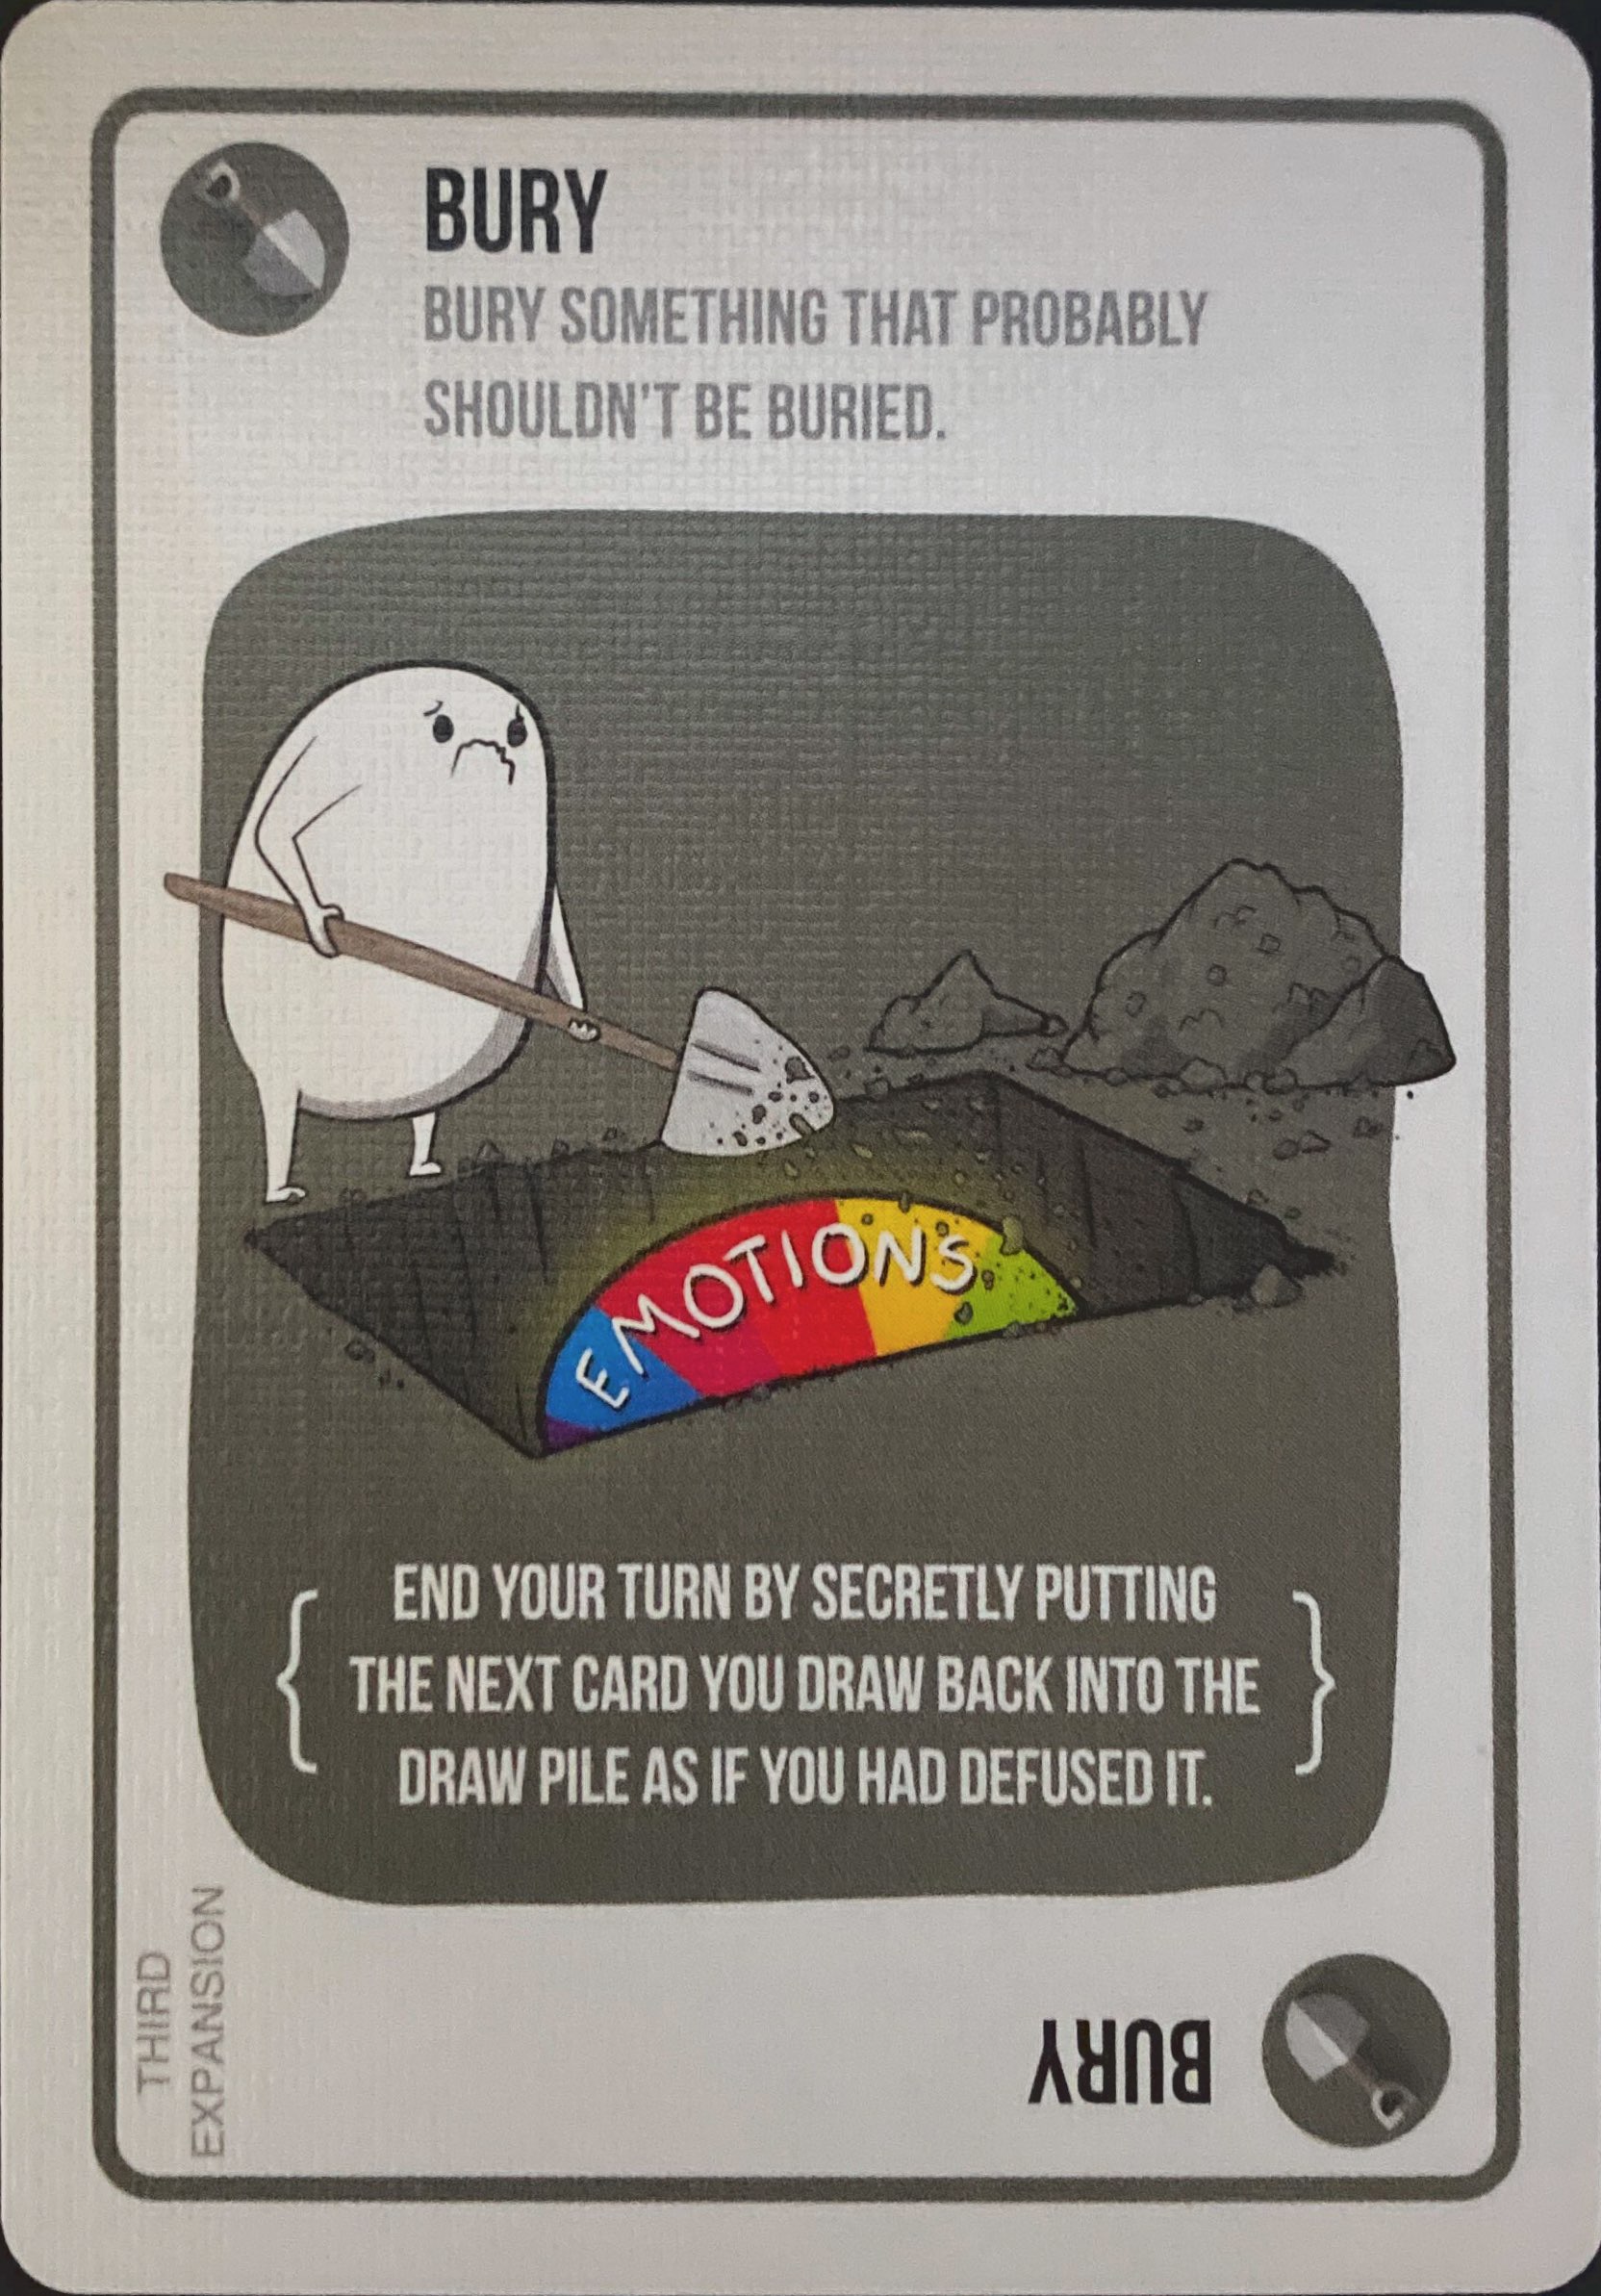 BURY
BURY SOMETHING THAT PROBABLY
SHOULDN'T BE BURIED.
EMOTIONS
END YOUR TURN BY SECRETLY PUTTING
THE NEXT CARD YOU DRAW BACK INTO THE
DRAW PILE AS IF YOU HAD DEFUSED IT.
THIRD
EXPANSION
BURY